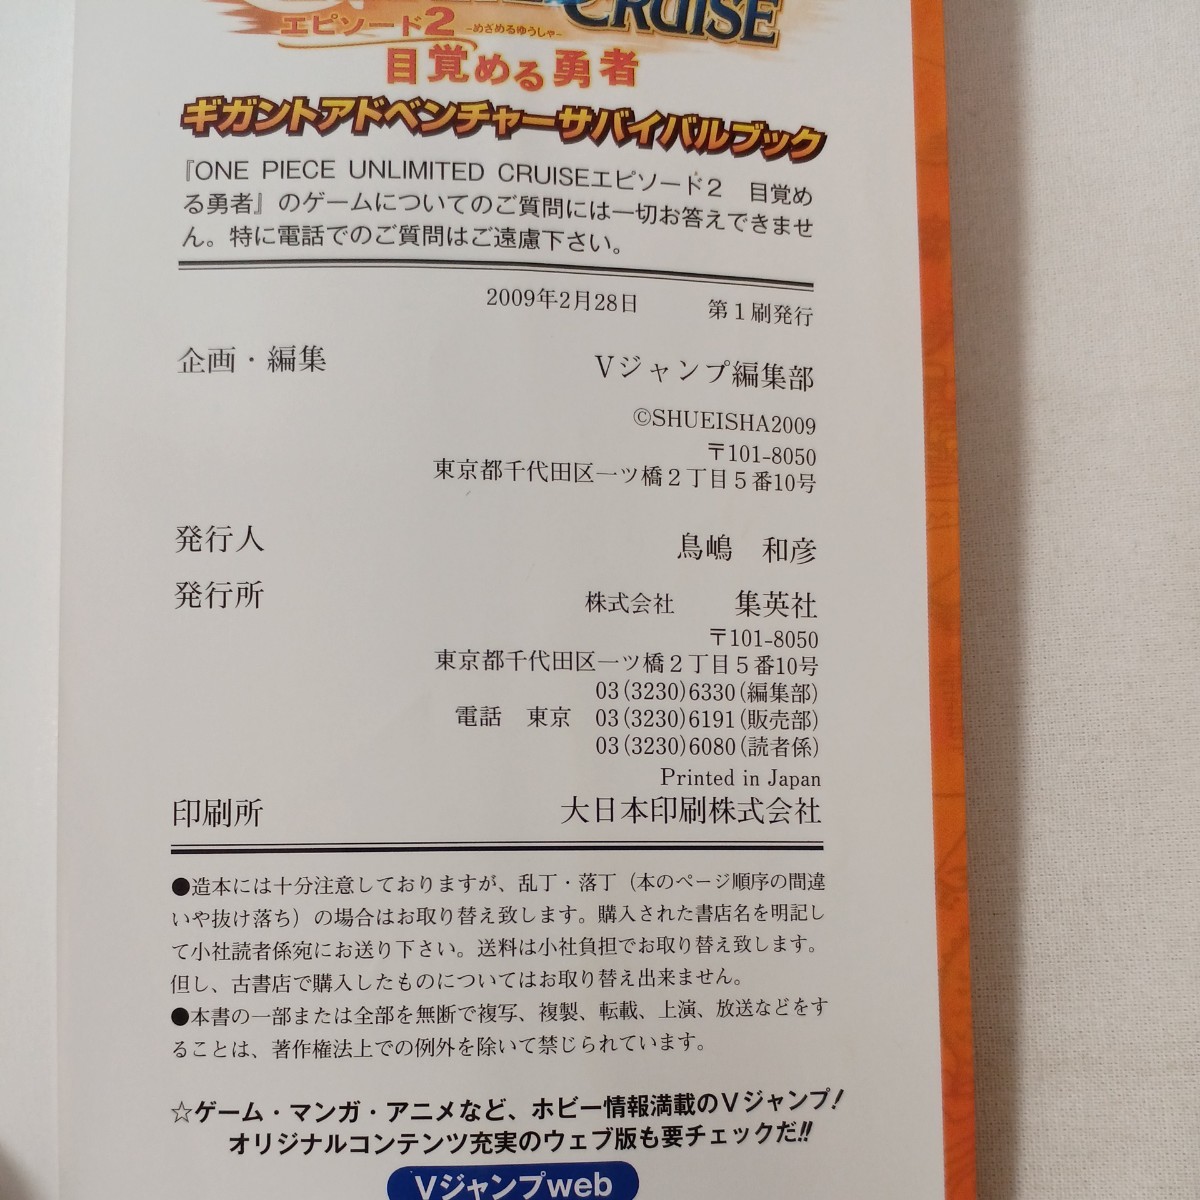 CRUISE
エピソード2 -めざめるゆうしゃ-
目覚める勇者
ギガントアドベンチャーサバイバルブック
『ONE PIECE UNLIMITED CRUISEエピソード2　目覚め
る勇者』のゲームについてのご質問には一切お答えできませ
ん。特に電話でのご質問はご遠慮下さい。
2009年2月28日　第１刷発行
企画・編集　Ｖジャンプ編集部
©SHUEISHA2009
〒101-8050
東京都千代田区一ツ橋２丁目５番10号
発行人　鳥嶋　和彦
発行所　株式会社　集英社
〒101-8050
東京都千代田区一ツ橋２丁目５番10号
03(3230)6330(編集部)
電話　東京　03(3230)6191(販売部)
03(3230)6080(読者係)
Printed in Japan
印刷所　大日本印刷株式会社
●造本には十分注意しておりますが、乱丁・落丁（本のページ順序の間違
いや抜け落ち）の場合はお取り替え致します。購入された書店名を明記し
て小社読者係宛にお送り下さい。送料は小社負担でお取り替え致します。
但し、古書店で購入したものについてはお取り替え出来ません。
●本書の一部または全部を無断で複写、複製、転載、上演、放送などをす
ることは、著作権法上での例外を除いて禁じられています。
☆ゲーム・マンガ・アニメなど、ホビー情報満載のＶジャンプ!
オリジナルコンテンツ充実のウェブ版も要チェックだ!!
Ｖジャンプweb